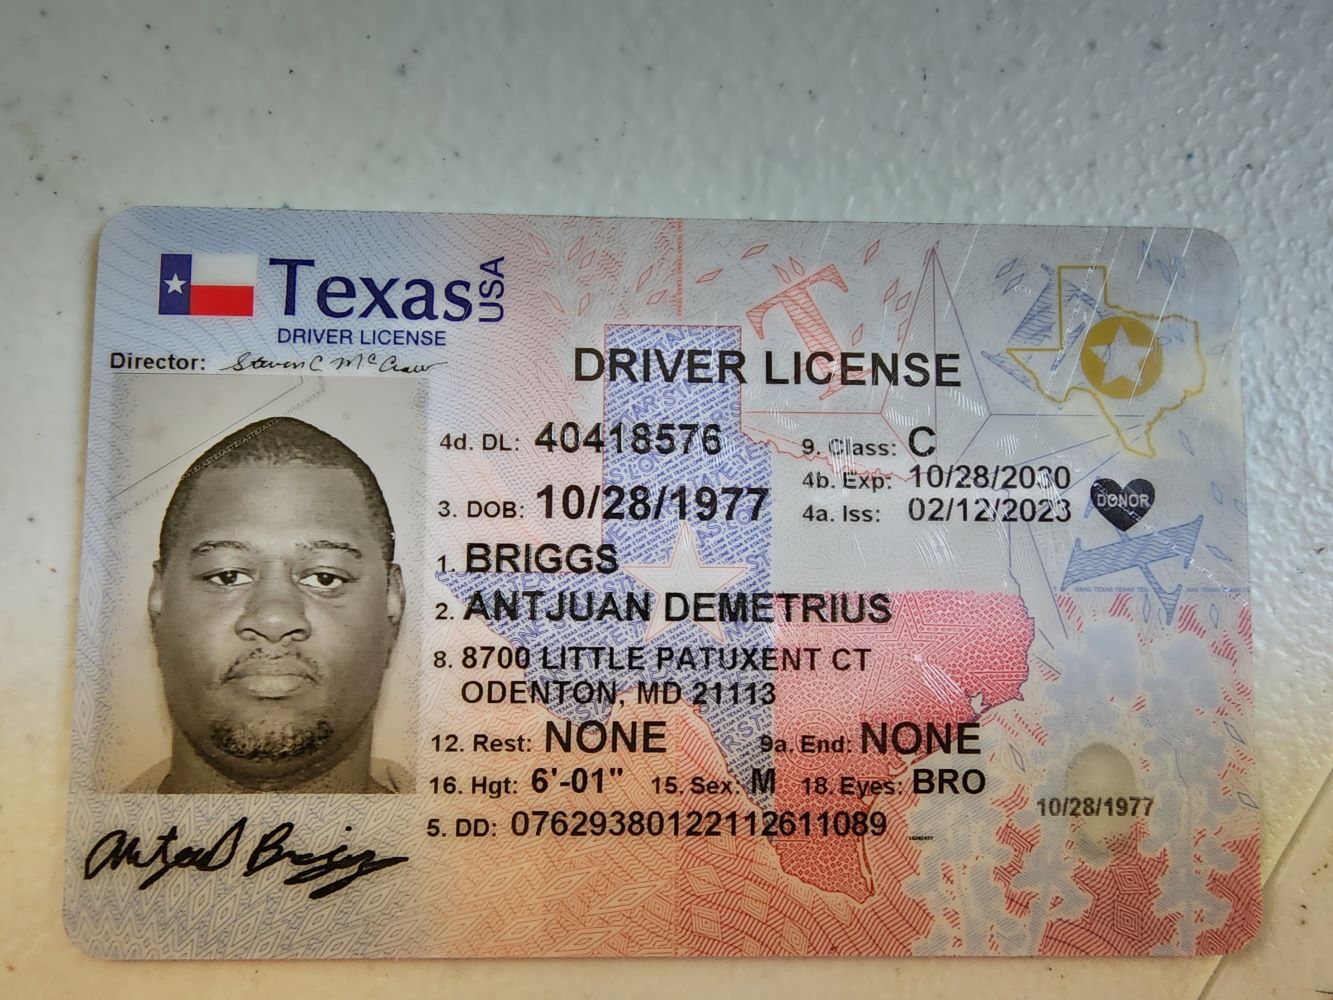 Texas USA
DRIVER LICENSE
Director: Steven C McCraw
DRIVER LICENSE
4d. DL: 40418576
9. Class: C
3. DOB: 10/28/1977
4b. Exp: 10/28/2030
4a. Iss: 02/12/2023
DONOR
1. BRIGGS
2. ANTJUAN DEMETRIUS
8. 8700 LITTLE PATUXENT CT
ODENTON, MD 21113
12. Rest: NONE
9a. End: NONE
16. Hgt: 6'-01"
15. Sex: M
18. Eyes: BRO
5. DD: 07629380122112611089
10/28/1977